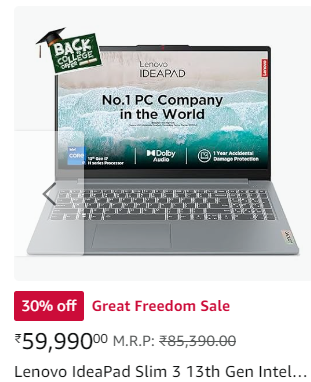 BACK
to
COLLEGE
OFFER
Lenovo
Lenovo
IDEAPAD
No.1 PC Company
in the World
intel
CORE
13th Gen i7
H series Processor
Dolby
Audio
1 Year Accidental
Damage Protection
Lenovo
30% off Great Freedom Sale
₹59,99000 M.R.P: ₹85,390.00
Lenovo IdeaPad Slim 3 13th Gen Intel...